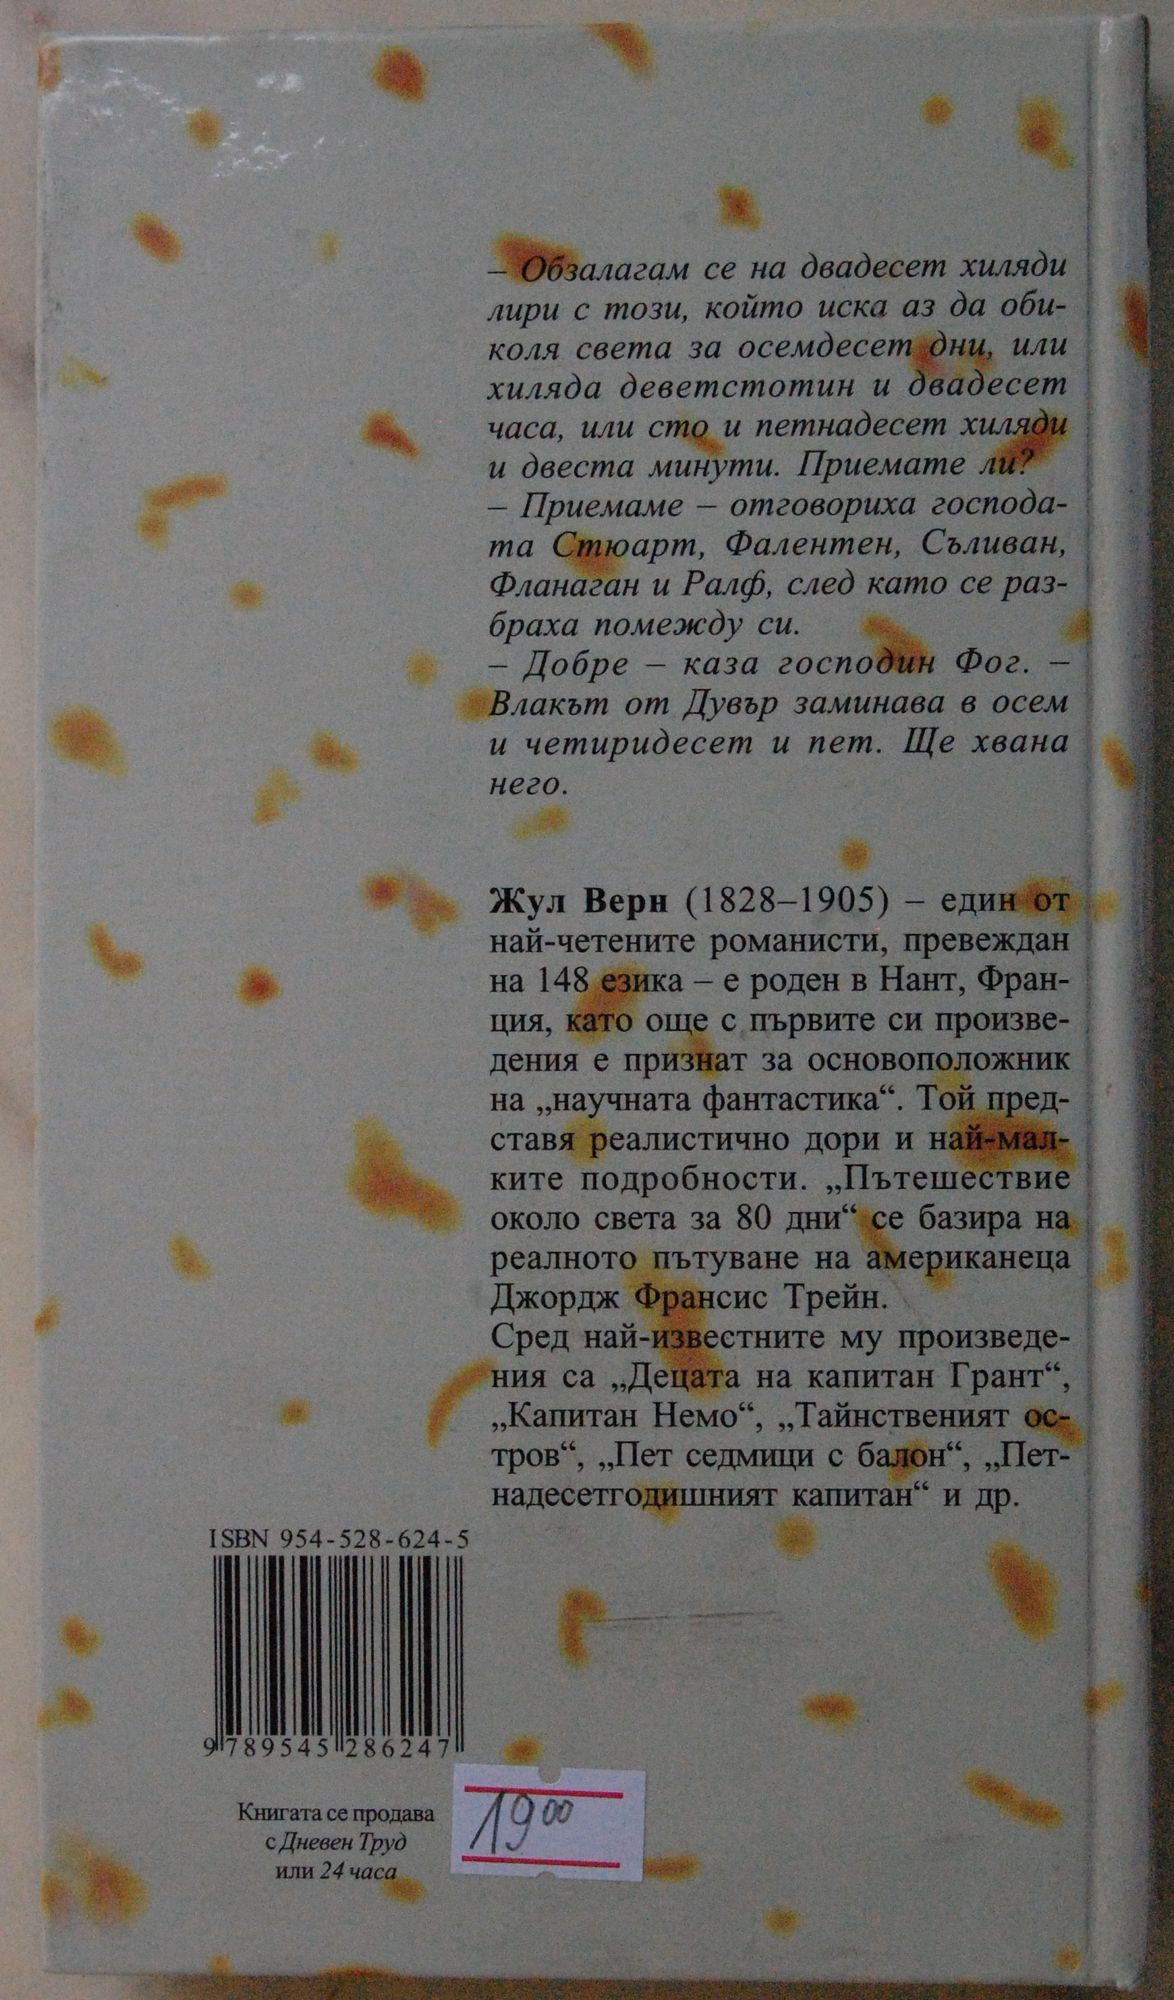 – Обзалагам се на двадесет хиляди
лири с този, който иска аз да оби-
коля света за осемдесет дни, или
хиляда деветстотин и двадесет
часа, или сто и петнадесет хиляди
и двеста минути. Приемате ли?
– Приемаме – отговориха господа-
та Стюарт, Фалентен, Съливан,
Фланаган и Ралф, след като се раз-
браха помежду си.
– Добре – каза господин Фог. –
Влакът от Дувър заминава в осем
и четиридесет и пет. Ще хвана
него.
Жул Верн (1828–1905) – един от
най-четените романисти, превеждан
на 148 езика – е роден в Нант, Фран-
ция, като още с първите си произве-
дения е признат за основоположник
на „научната фантастика“. Той пред-
ставя реалистично дори и най-мал-
ките подробности. „Пътешествие
около света за 80 дни“ се базира на
реалното пътуване на американеца
Джордж Франсис Трейн.
Сред най-известните му произведе-
ния са „Децата на капитан Грант“,
„Капитан Немо“, „Тайнственият ос-
тров“, „Пет седмици с балон“, „Пет-
надесетгодишният капитан“ и др.
ISBN 954-528-624-5
9 789545 286247
Книгата се продава
с Дневен Труд
или 24 часа
19 00